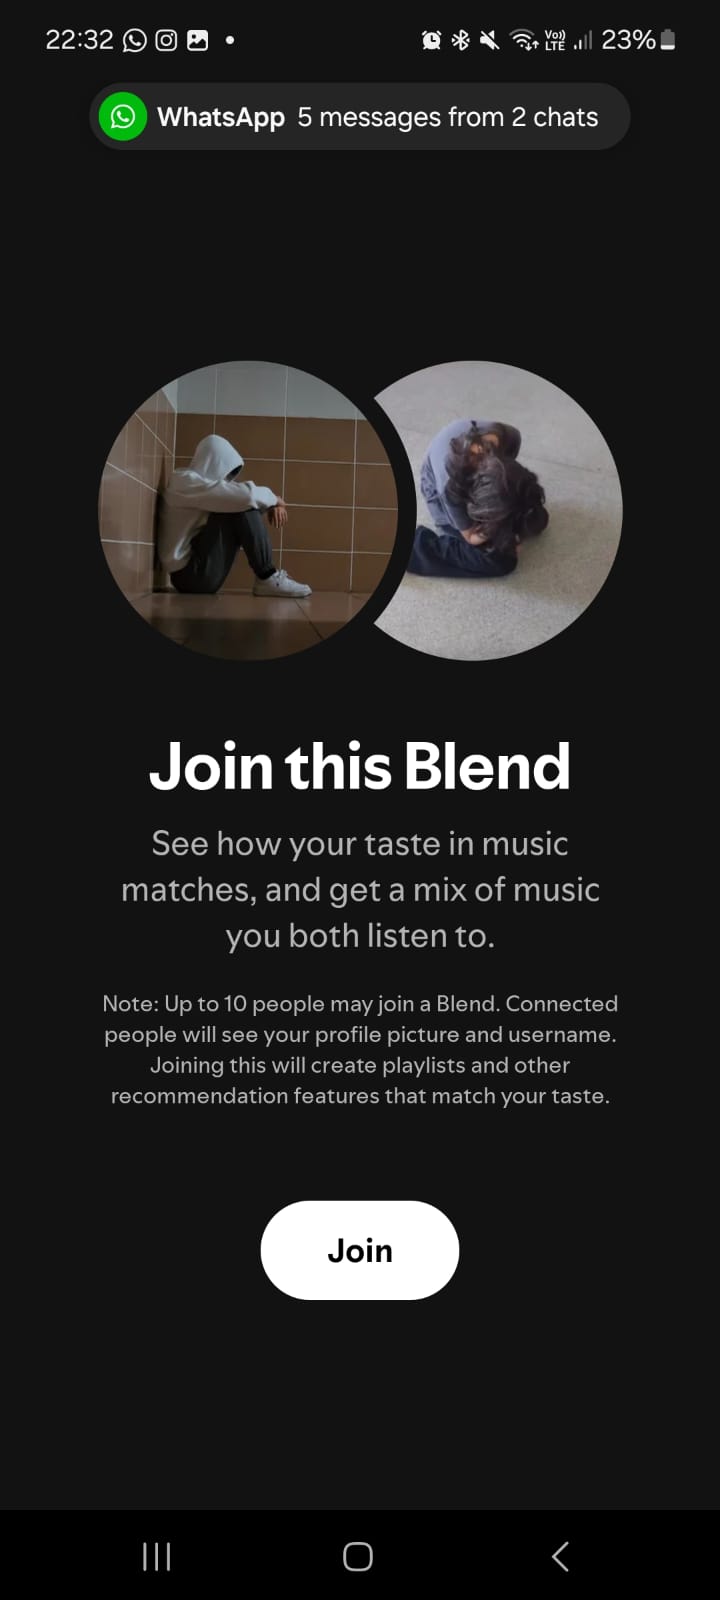 22:32
Vo)) LTE 23%
WhatsApp 5 messages from 2 chats
Join this Blend
See how your taste in music
matches, and get a mix of music
you both listen to.
Note: Up to 10 people may join a Blend. Connected
people will see your profile picture and username.
Joining this will create playlists and other
recommendation features that match your taste.
Join